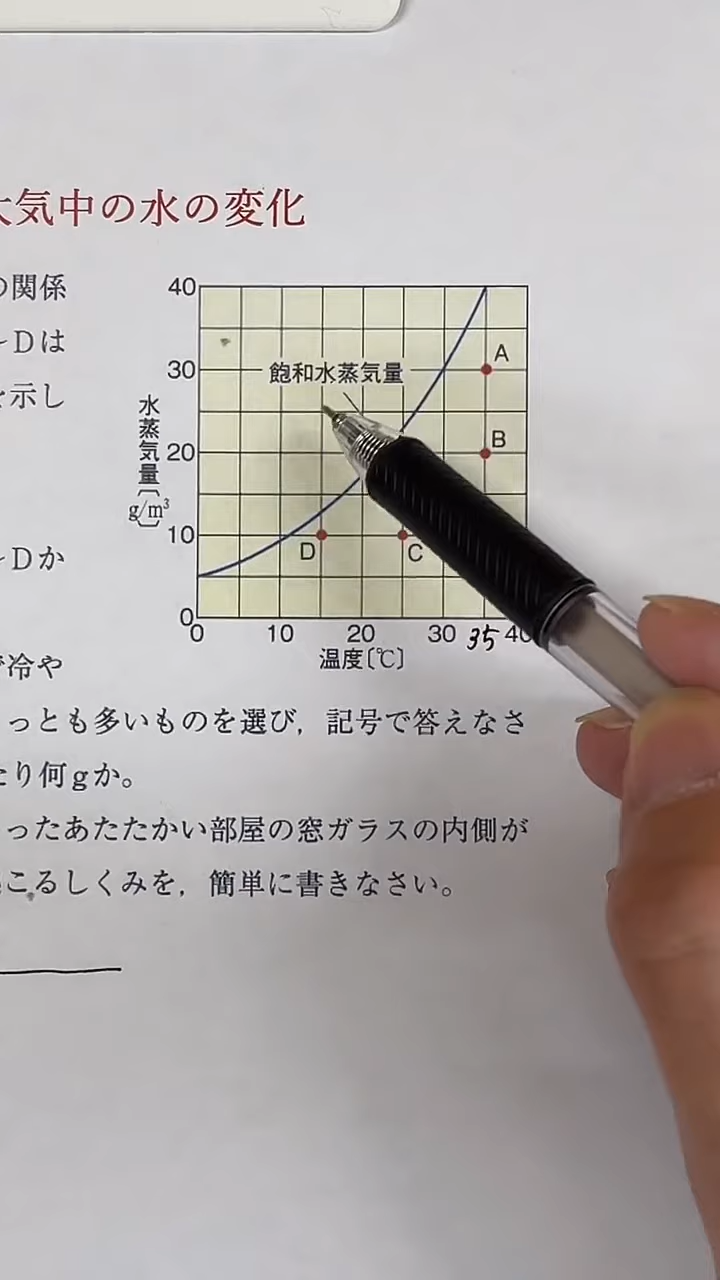 大気中の水の変化
の関係
Dは
を示し
40
30
20
10
0
飽和水蒸気量
A
B
D
C
水蒸気量〔g/m³〕
0 10 20 30 35 40
温度〔℃〕
Dか
で冷や
っとも多いものを選び，記号で答えなさ
たり何gか。
ったあたたかい部屋の窓ガラスの内側が
こるしくみを，簡単に書きなさい。